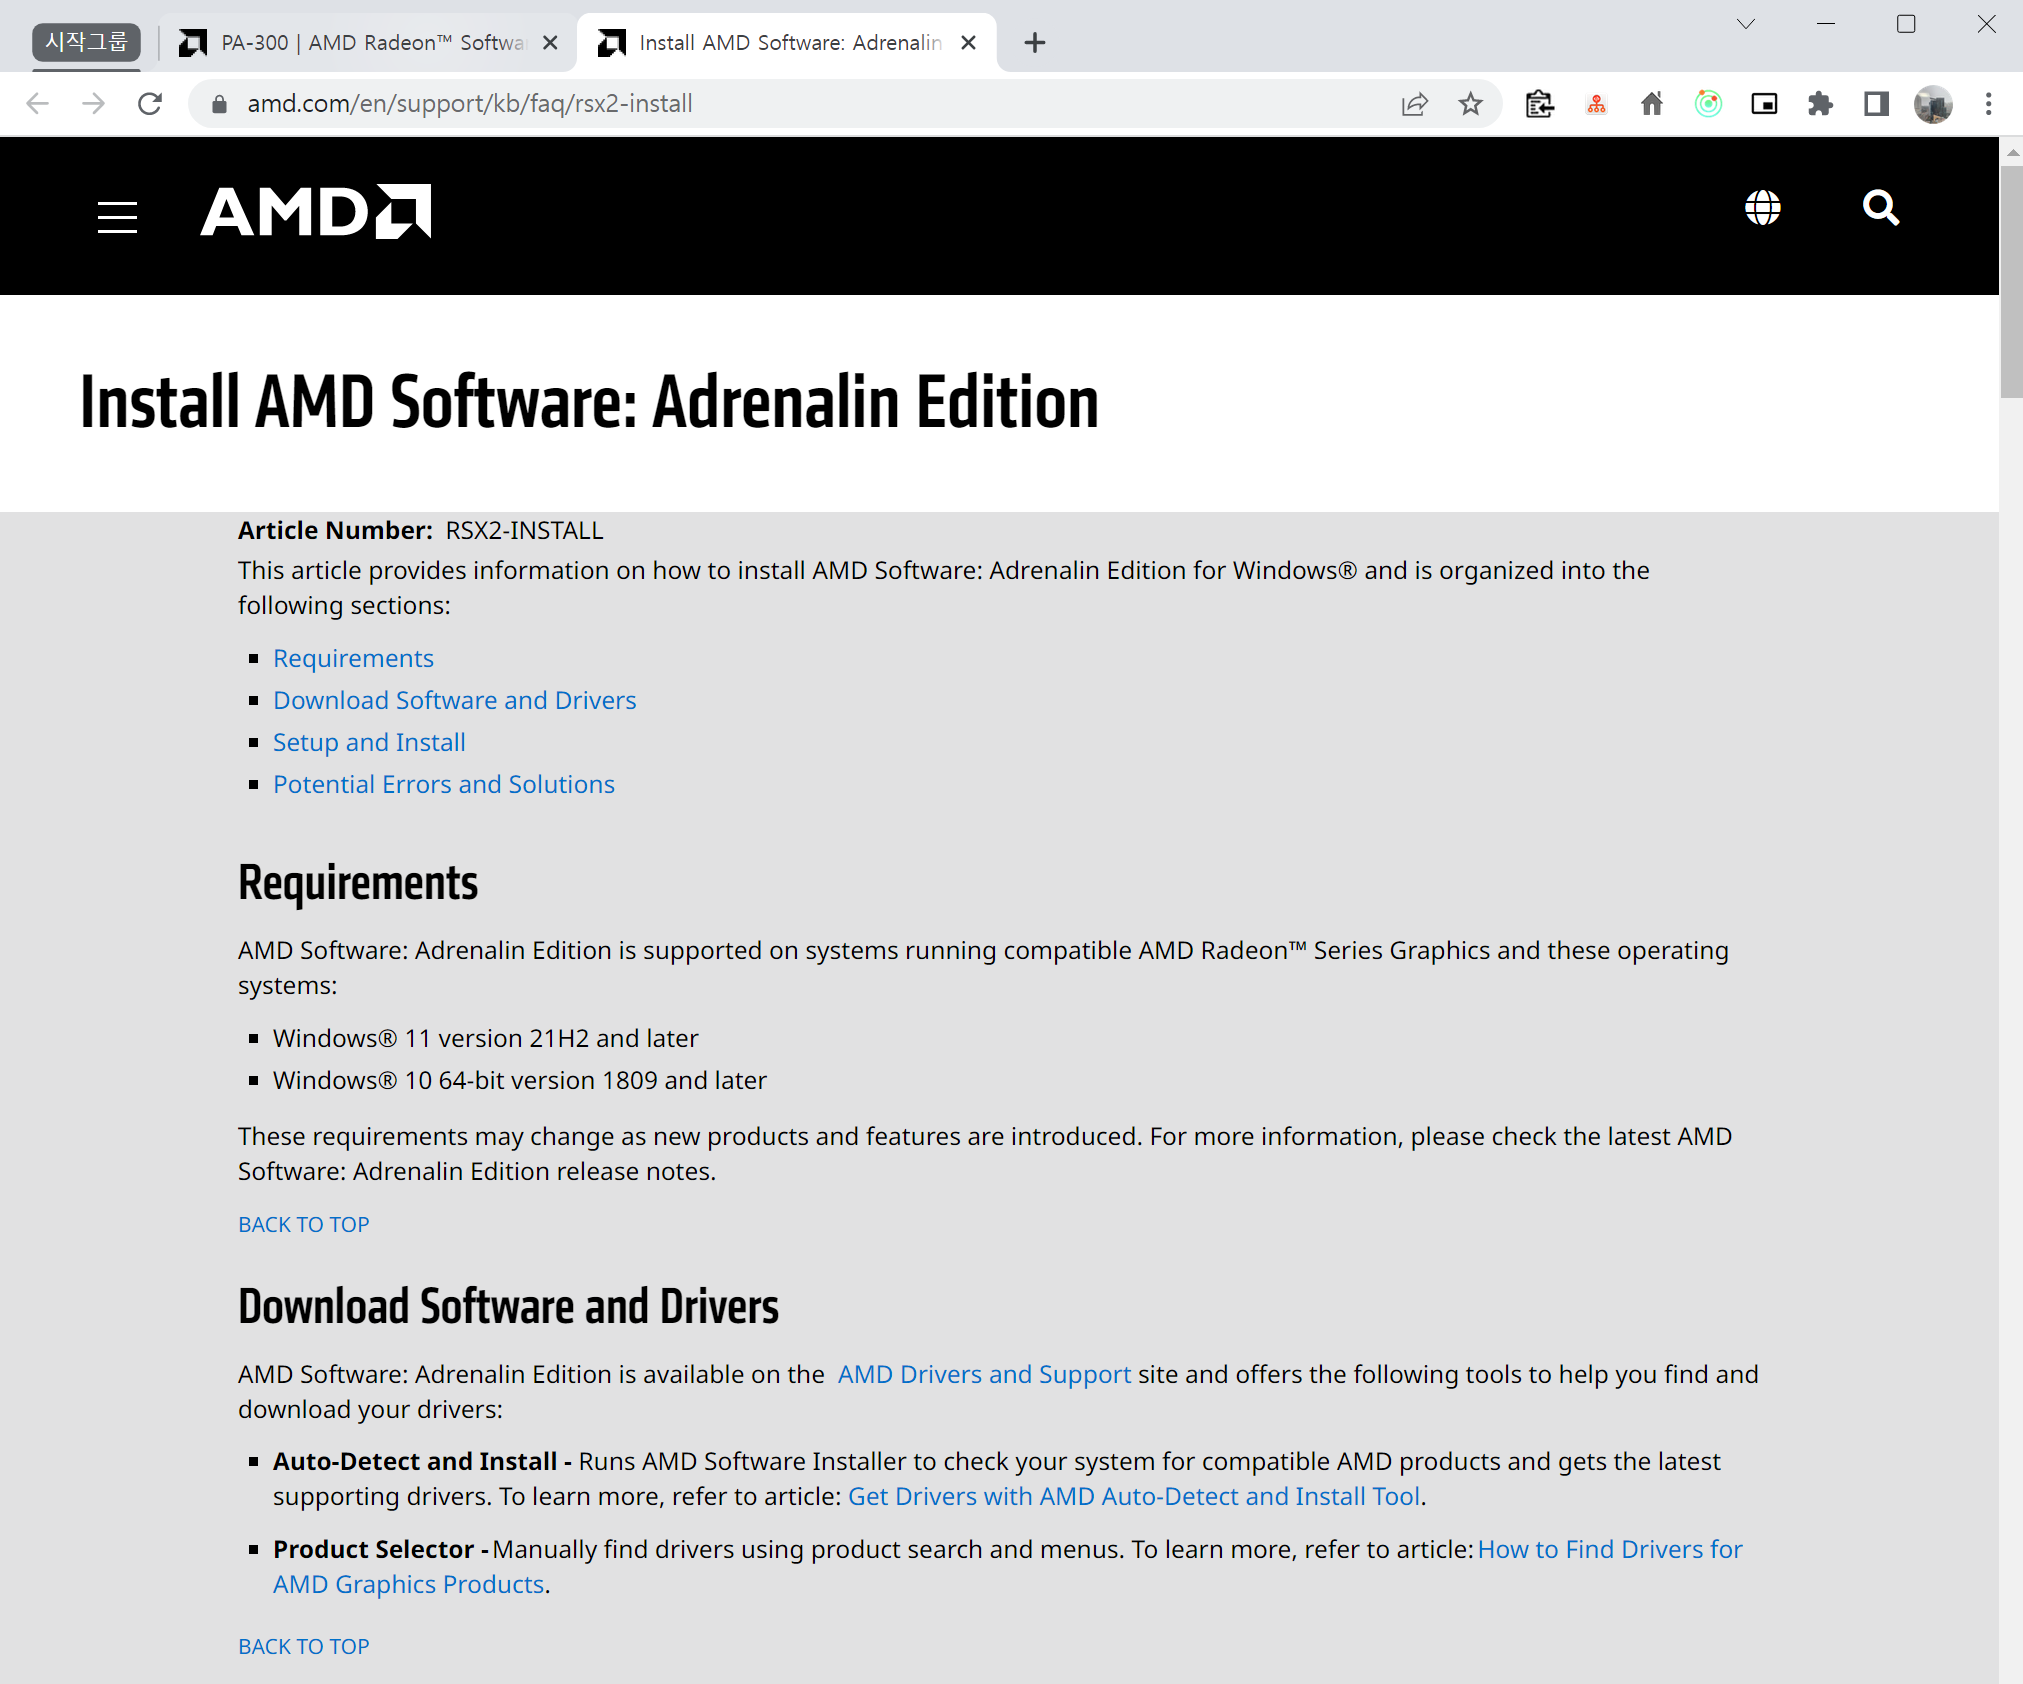 시작그룹
PA-300 | AMD Radeon™ Softwa
Install AMD Software: Adrenalin
amd.com/en/support/kb/faq/rsx2-install
AMD
Install AMD Software: Adrenalin Edition
Article Number: RSX2-INSTALL
This article provides information on how to install AMD Software: Adrenalin Edition for Windows® and is organized into the
following sections:
Requirements
Download Software and Drivers
Setup and Install
Potential Errors and Solutions
Requirements
AMD Software: Adrenalin Edition is supported on systems running compatible AMD Radeon™ Series Graphics and these operating
systems:
Windows® 11 version 21H2 and later
Windows® 10 64-bit version 1809 and later
These requirements may change as new products and features are introduced. For more information, please check the latest AMD
Software: Adrenalin Edition release notes.
BACK TO TOP
Download Software and Drivers
AMD Software: Adrenalin Edition is available on the AMD Drivers and Support site and offers the following tools to help you find and
download your drivers:
Auto-Detect and Install - Runs AMD Software Installer to check your system for compatible AMD products and gets the latest
supporting drivers. To learn more, refer to article: Get Drivers with AMD Auto-Detect and Install Tool.
Product Selector - Manually find drivers using product search and menus. To learn more, refer to article: How to Find Drivers for
AMD Graphics Products.
BACK TO TOP